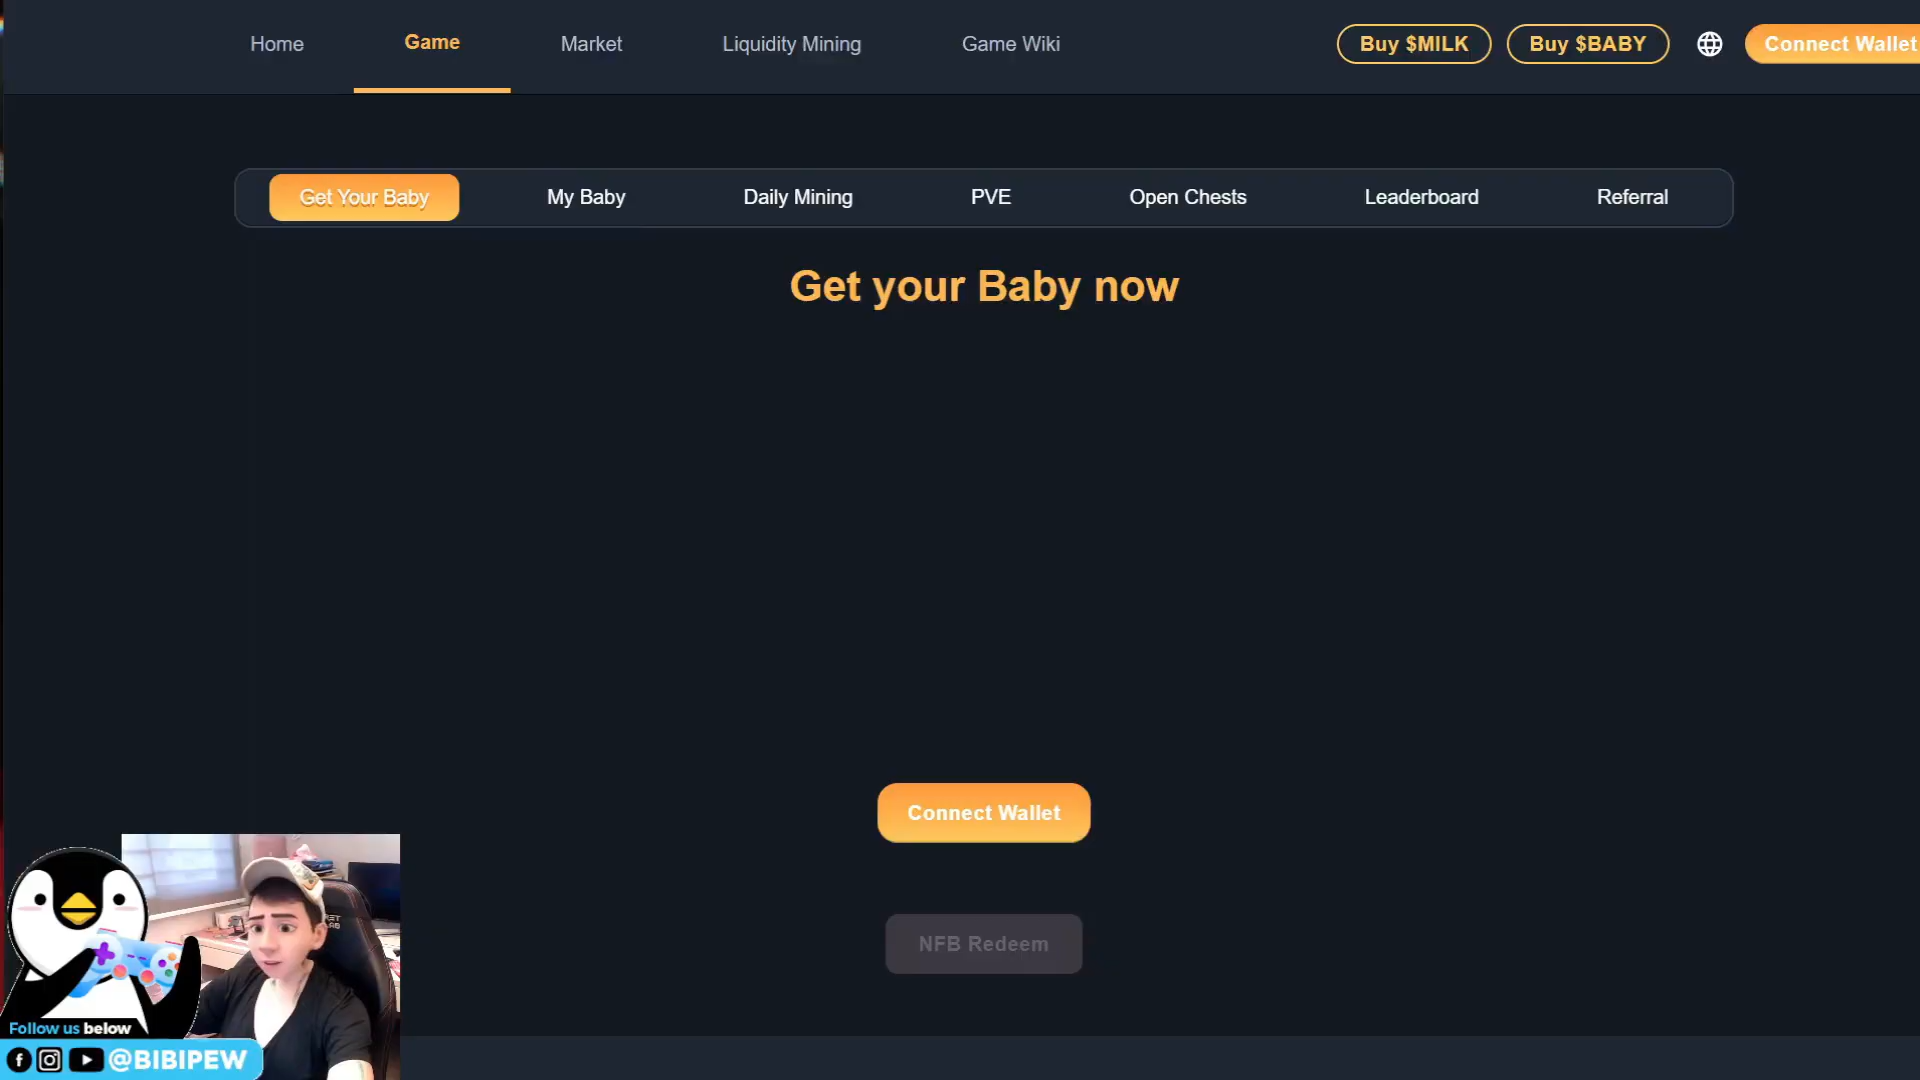 Home
Game
Market
Liquidity Mining
Game Wiki
Buy $MILK
Buy $BABY
Connect Wallet
Get Your Baby
My Baby
Daily Mining
PVE
Open Chests
Leaderboard
Referral
Get your Baby now
Connect Wallet
NFB Redeem
Follow us below
@BIBIPEW